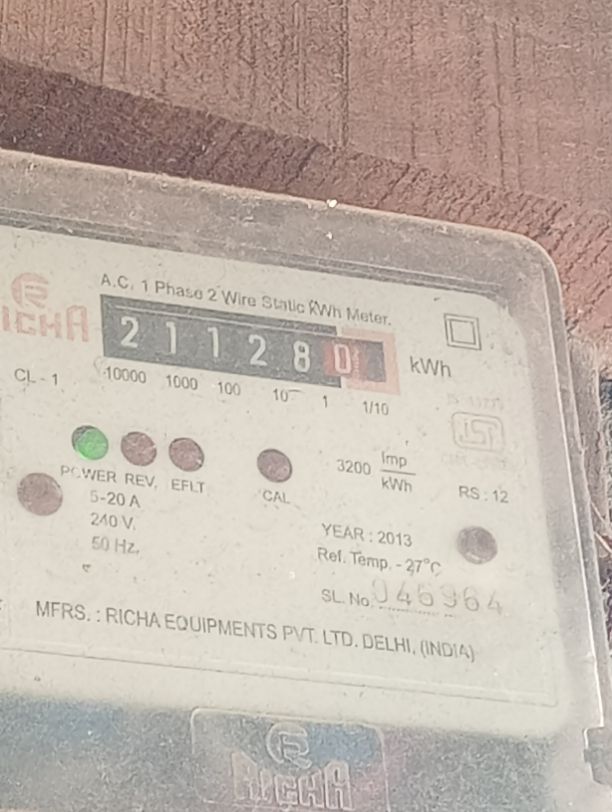 A.C. 1 Phase 2 Wire Static kWh Meter.
RICHA
2 1 1 2 8 0 kWh
CL - 1
10000 1000 100 10 1 1/10
3200 Imp
kWh
POWER REV. EFLT
CAL
RS : 12
5-20 A
240 V.
50 Hz.
YEAR : 2013
Ref. Temp. - 27°C
SL. No. 046964
MFRS. : RICHA EQUIPMENTS PVT. LTD. DELHI, (INDIA)
RICHA